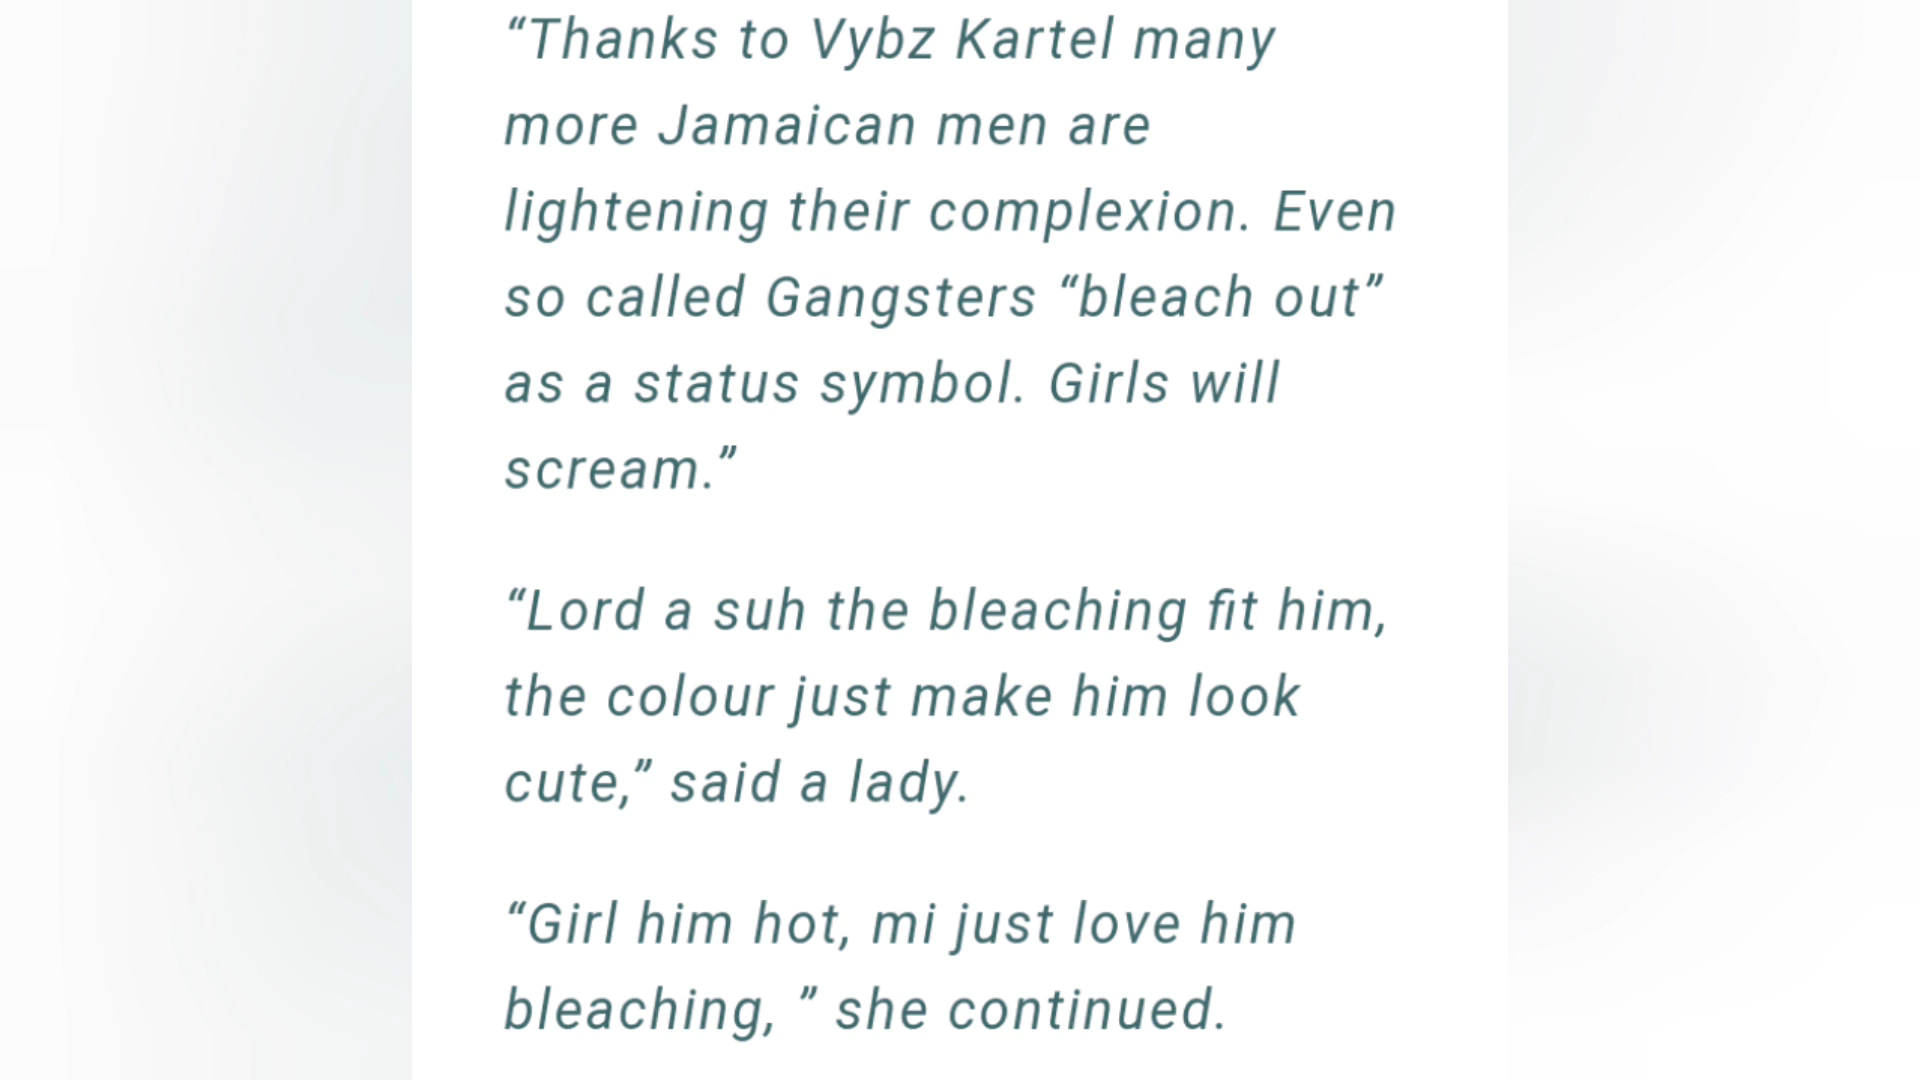 “Thanks to Vybz Kartel many
more Jamaican men are
lightening their complexion. Even
so called Gangsters “bleach out”
as a status symbol. Girls will
scream.”
“Lord a suh the bleaching fit him,
the colour just make him look
cute,” said a lady.
“Girl him hot, mi just love him
bleaching, ” she continued.